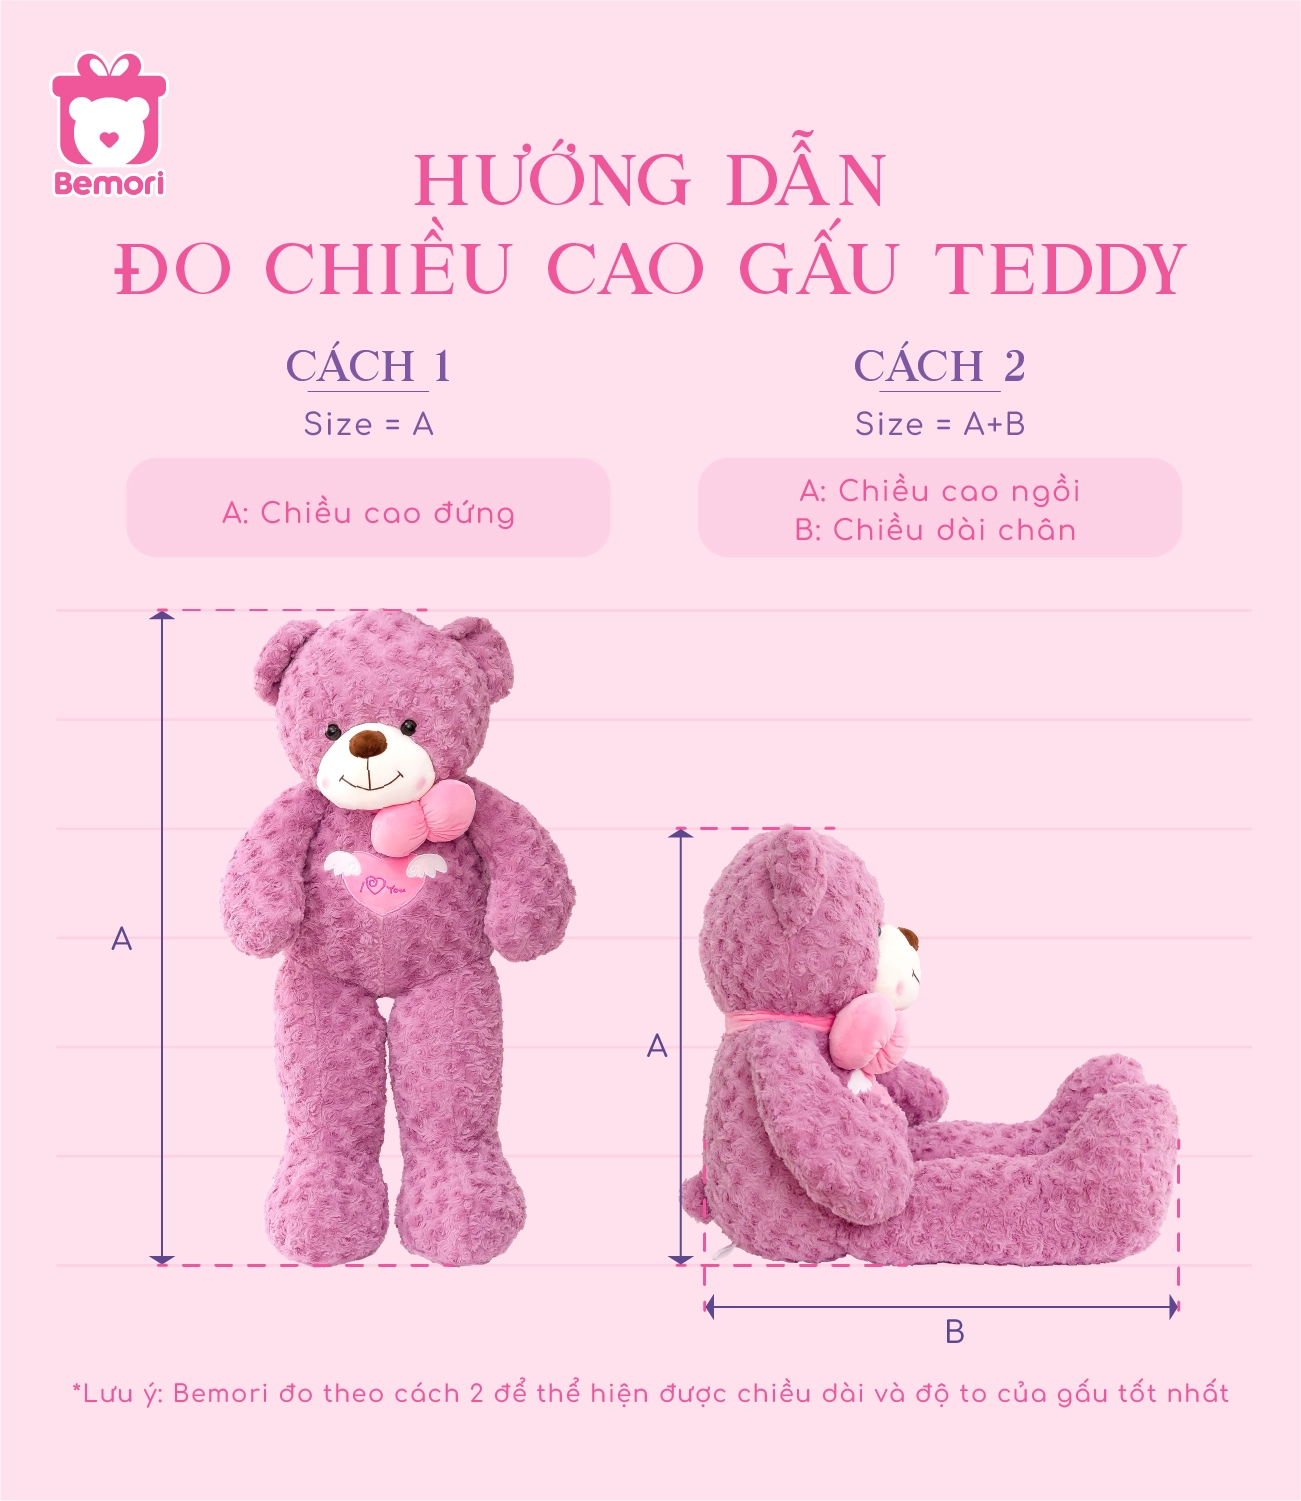 Bemori
HƯỚNG DẪN
ĐO CHIỀU CAO GẤU TEDDY
CÁCH 1
Size = A
A: Chiều cao đứng
CÁCH 2
Size = A+B
A: Chiều cao ngồi
B: Chiều dài chân
A
I You
A
B
*Lưu ý: Bemori đo theo cách 2 để thể hiện được chiều dài và độ to của gấu tốt nhất